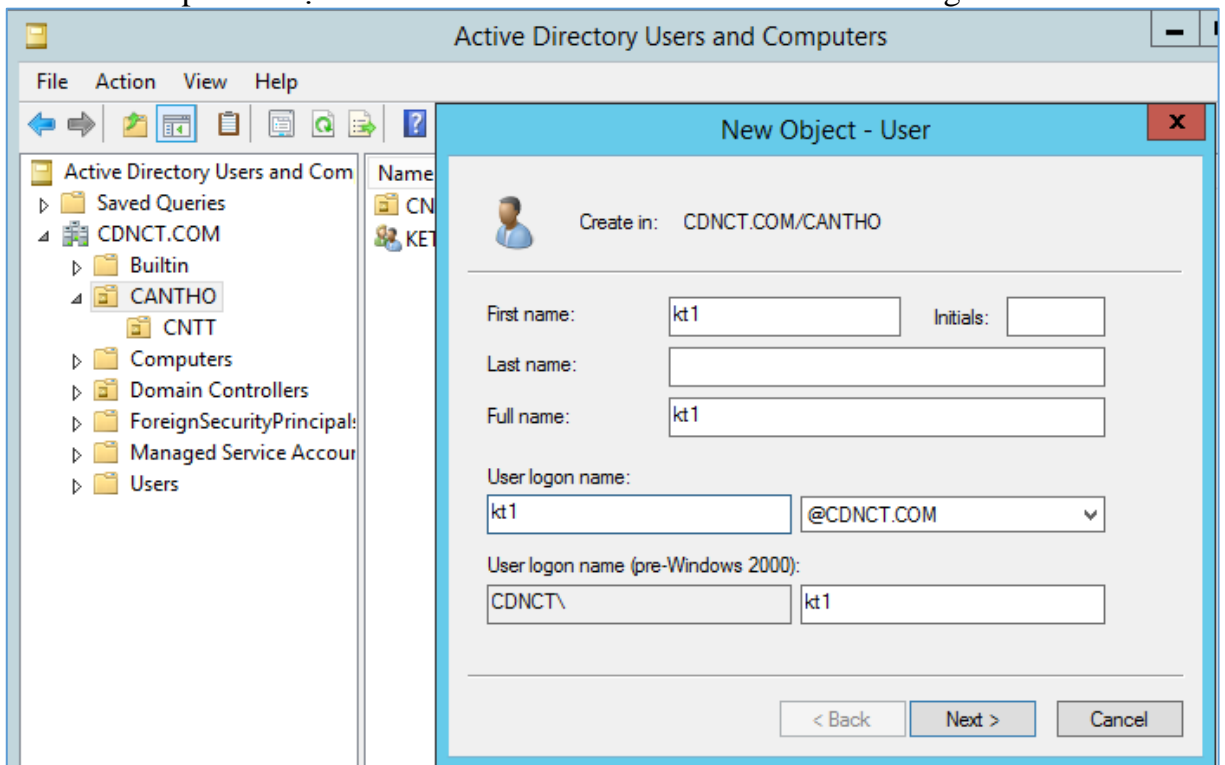 Active Directory Users and Computers
File Action View Help
New Object - User
X
Active Directory Users and Com
Saved Queries
CDNCT.COM
Builtin
CANTHO
CNTT
Computers
Domain Controllers
ForeignSecurityPrincipals
Managed Service Accoun
Users
Name
CN
KET
Create in: CDNCT.COM/CANTHO
First name: kt1 Initials:
Last name:
Full name: kt1
User logon name:
kt1 @CDNCT.COM
User logon name (pre-Windows 2000):
CDNCT\ kt1
< Back Next > Cancel